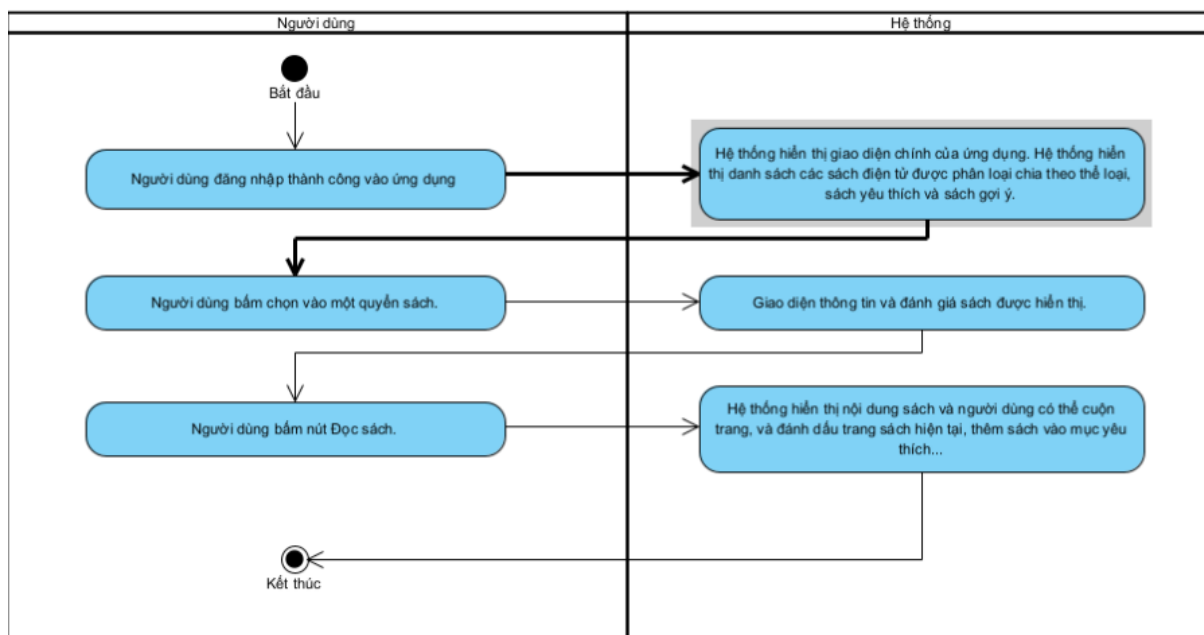 Người dùng
Hệ thống
Bắt đầu
Người dùng đăng nhập thành công vào ứng dụng
Hệ thống hiển thị giao diện chính của ứng dụng. Hệ thống hiển
thị danh sách các sách điện tử được phân loại chia theo thể loại,
sách yêu thích và sách gợi ý.
Người dùng bấm chọn vào một quyển sách.
Giao diện thông tin và đánh giá sách được hiển thị.
Người dùng bấm nút Đọc sách.
Hệ thống hiển thị nội dung sách và người dùng có thể cuộn
trang, và đánh dấu trang sách hiện tại, thêm sách vào mục yêu
thích...
Kết thúc